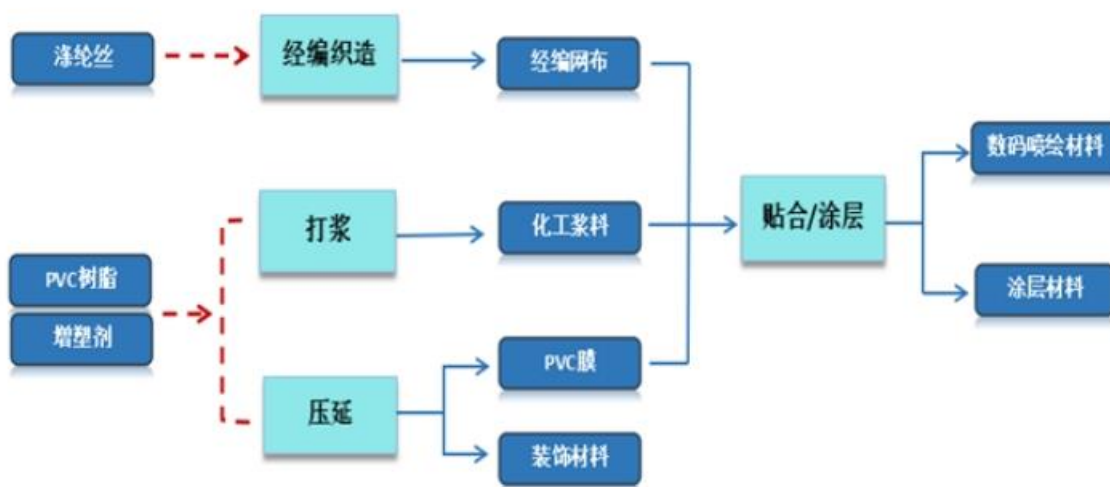 涤纶丝
经编织造
经编网布
数码喷绘材料
打浆
化工浆料
贴合/涂层
PVC树脂
增塑剂
涂层材料
压延
PVC膜
装饰材料